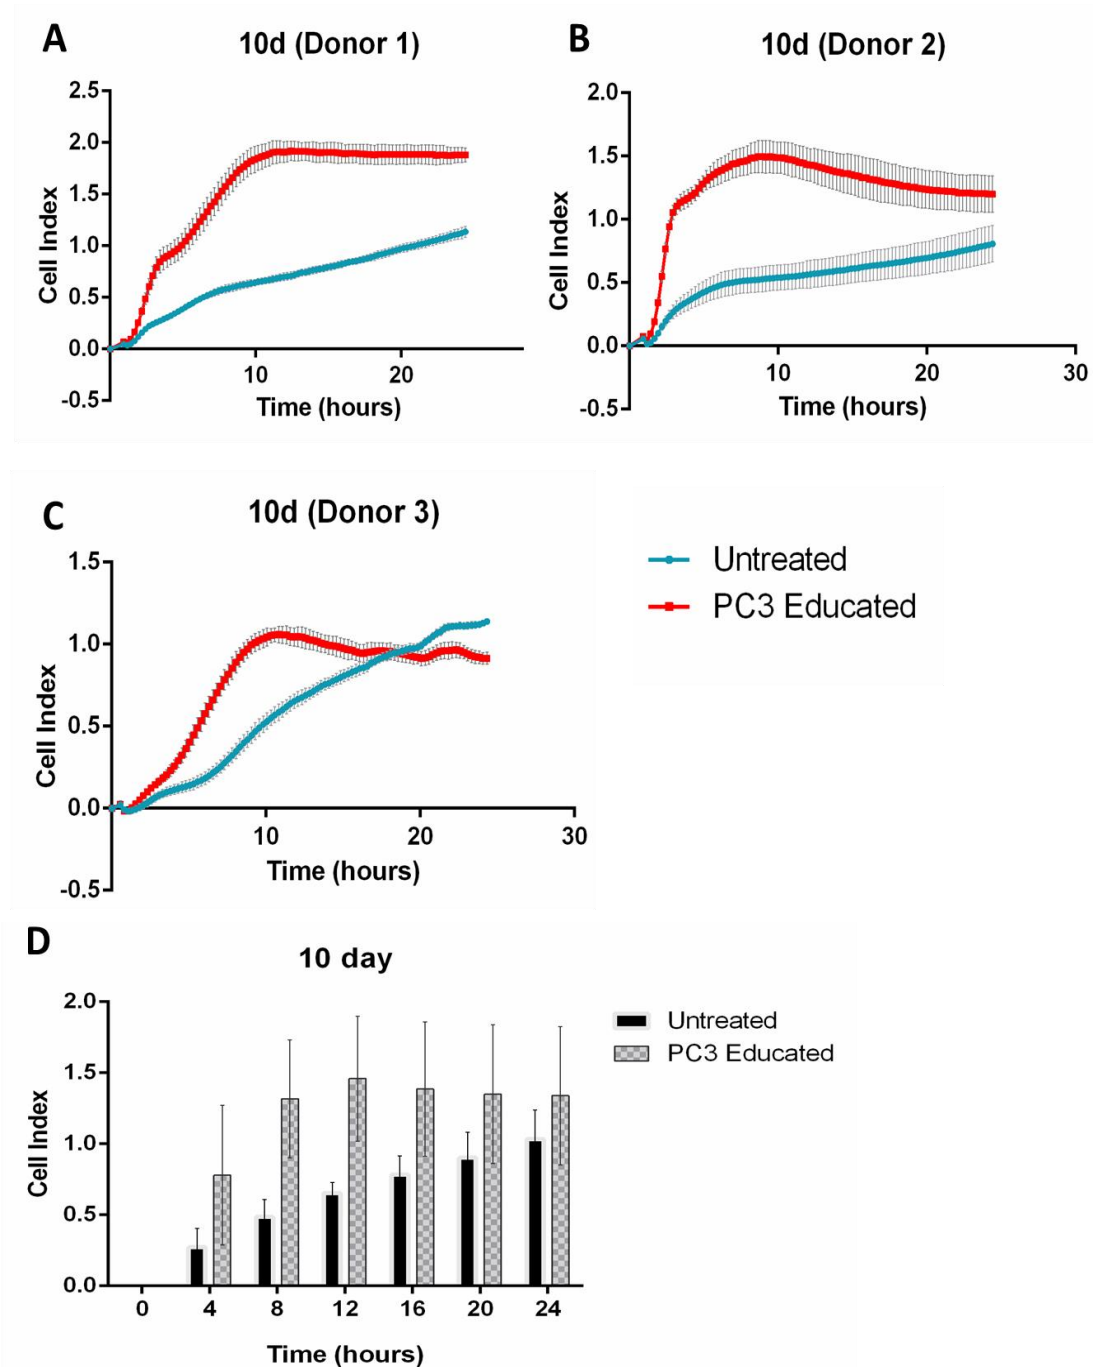 A
10d (Donor 1)
2.5
2.0
1.5
1.0
0.5
0.0
-0.5
Cell Index
10 20
Time (hours)
B
10d (Donor 2)
2.0
1.5
1.0
0.5
0.0
-0.5
Cell Index
10 20 30
Time (hours)
C
10d (Donor 3)
1.5
1.0
0.5
0.0
-0.5
Cell Index
10 20 30
Time (hours)
Untreated
PC3 Educated
D
10 day
2.0
1.5
1.0
0.5
0.0
Cell Index
0 4 8 12 16 20 24
Time (hours)
Untreated
PC3 Educated